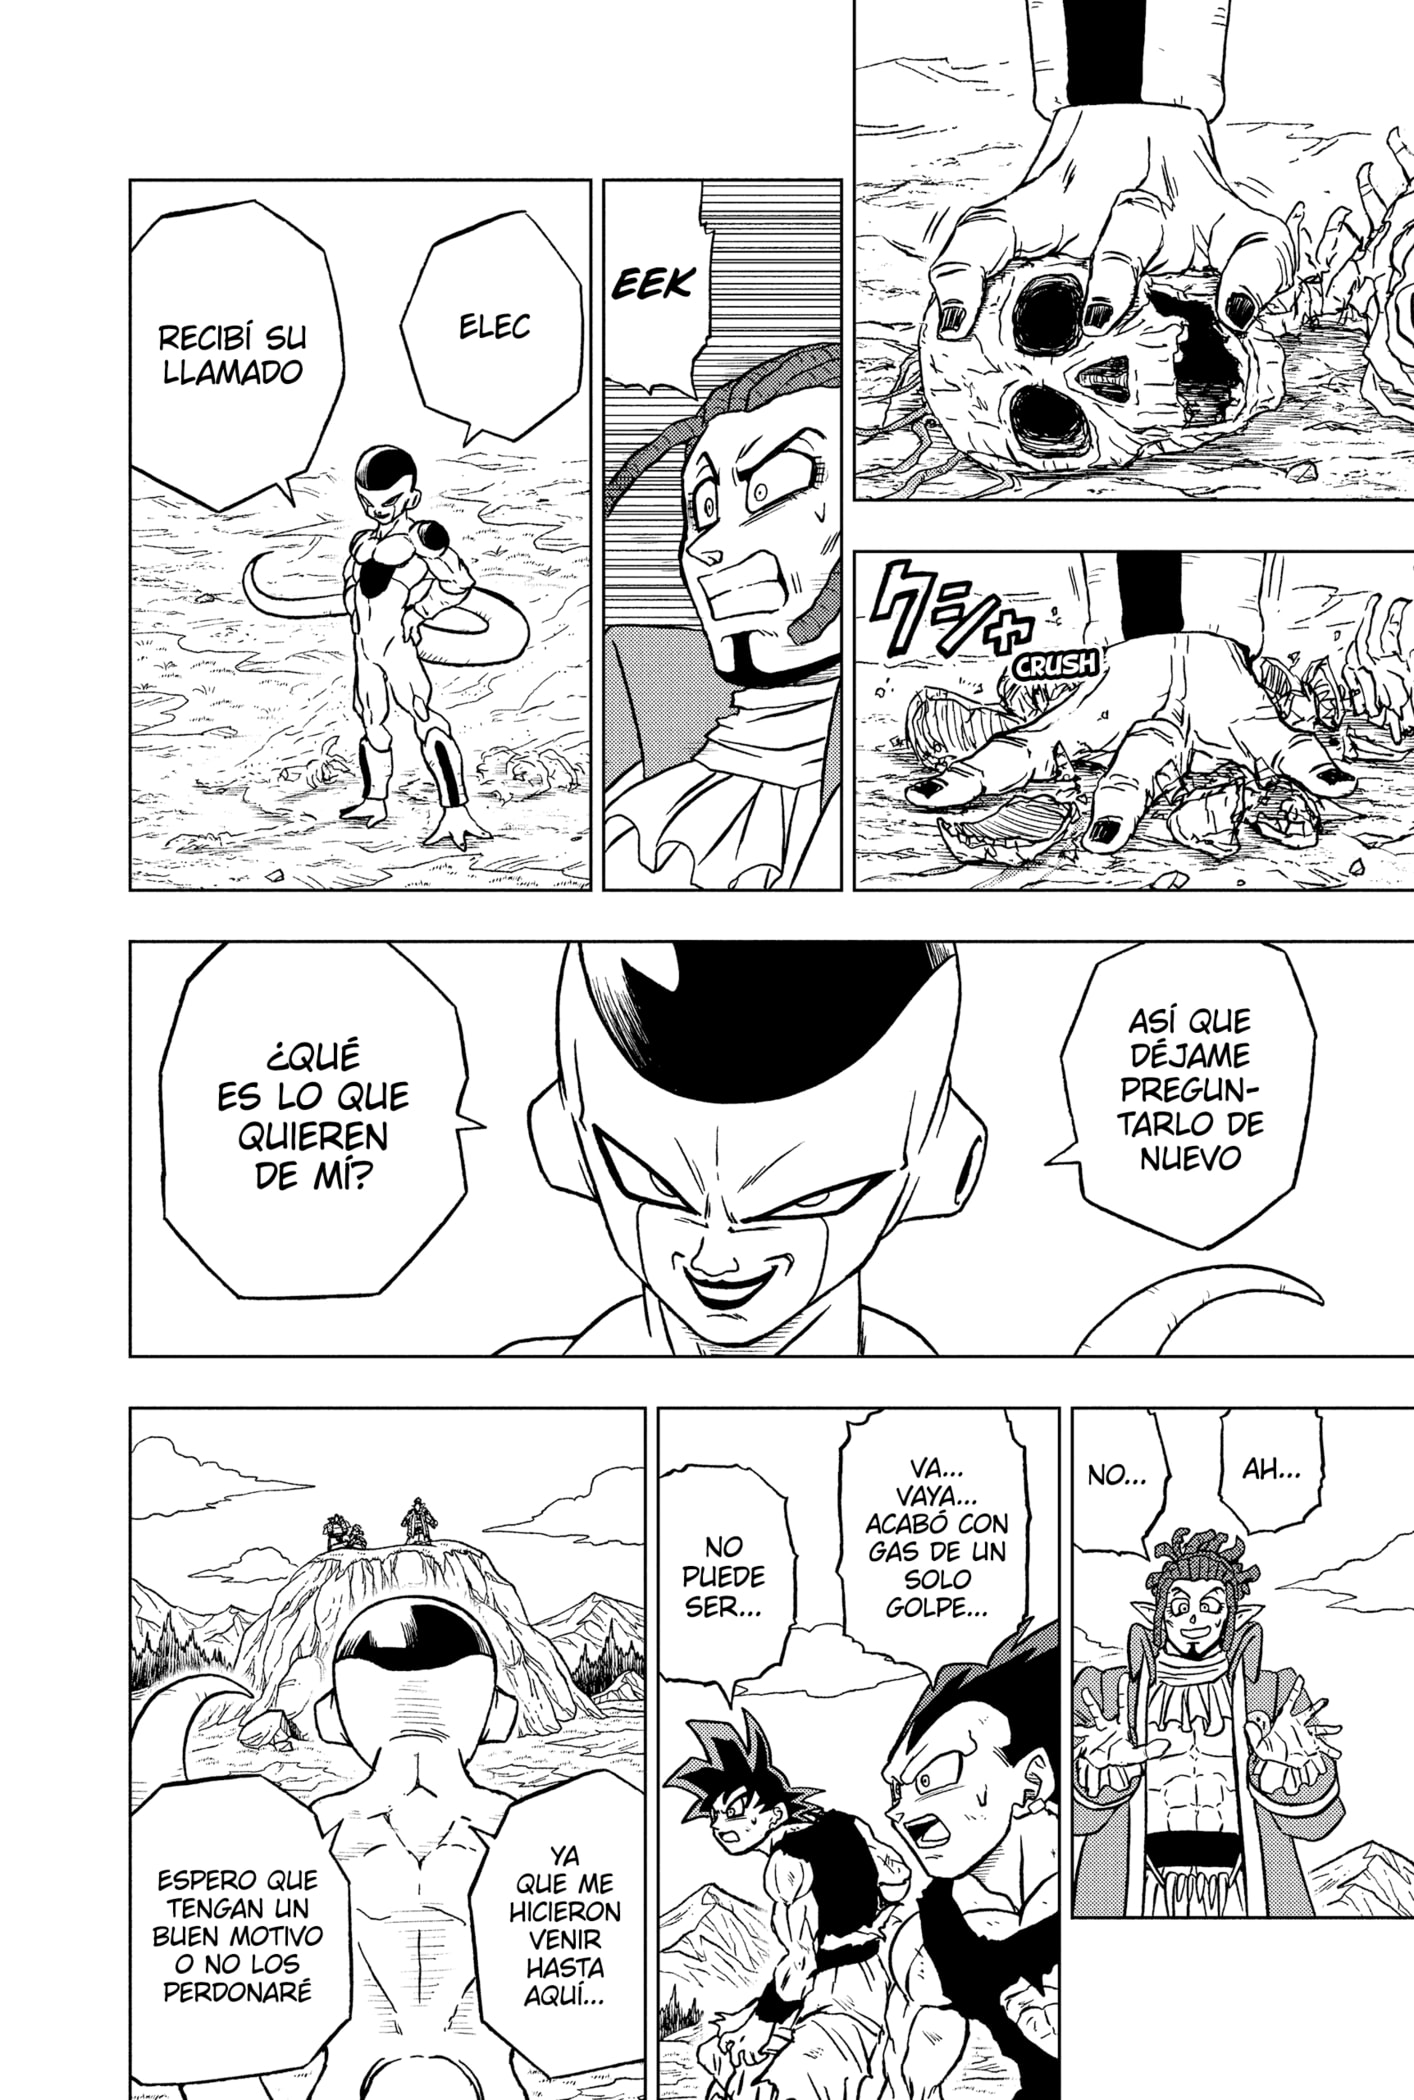 クシャ
CRUSH
EEK
ELEC
RECIBÍ SU
LLAMADO
ASÍ QUE
DÉJAME
PREGUN-
TARLO DE
NUEVO
¿QUÉ
ES LO QUE
QUIEREN
DE MÍ?
AH...
NO...
VA...
VAYA...
ACABÓ CON
GAS DE UN
SOLO
GOLPE...
NO
PUEDE
SER...
YA
QUE ME
HICIERON
VENIR
HASTA
AQUÍ...
ESPERO QUE
TENGAN UN
BUEN MOTIVO
O NO LOS
PERDONARÉ